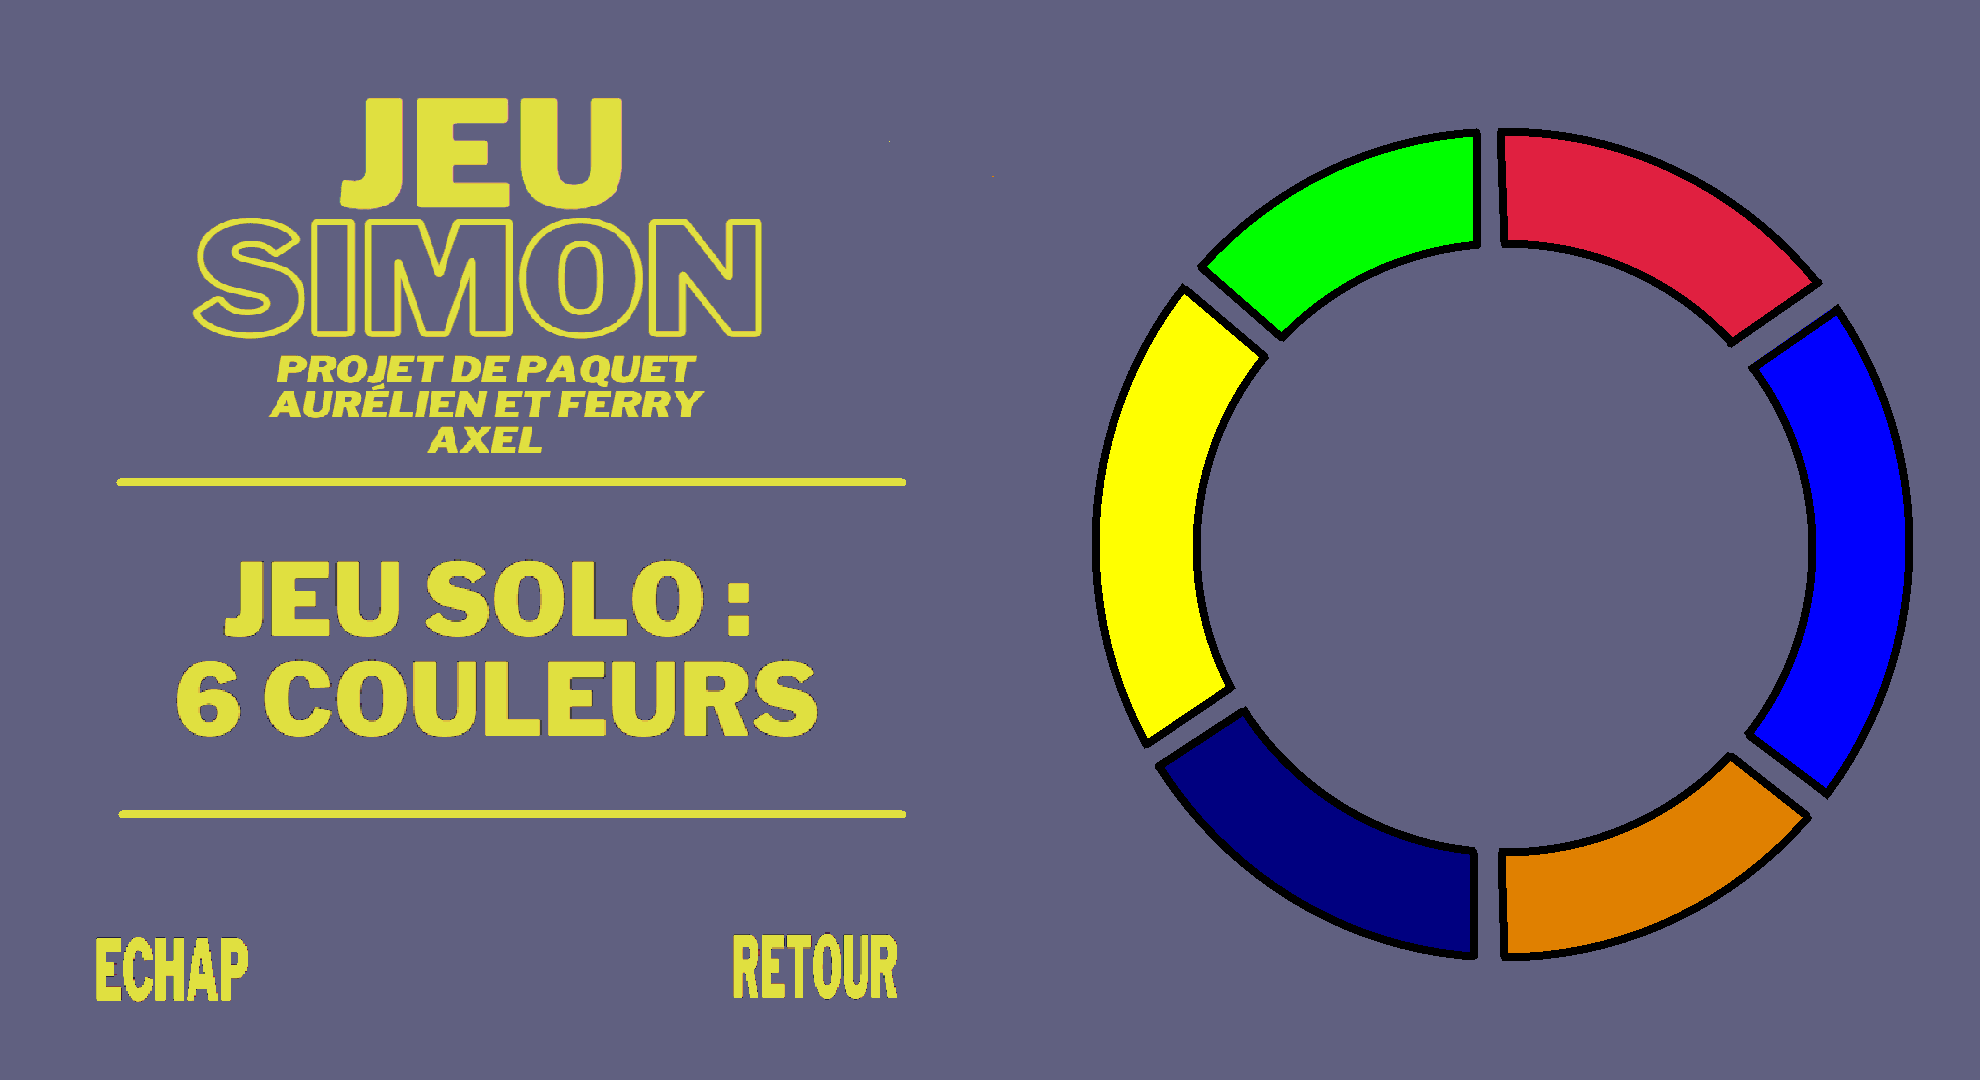 JEU
SIMON
PROJET DE PAQUET
AURÉLIEN ET FERRY
AXEL
JEU SOLO :
6 COULEURS
ECHAP
RETOUR